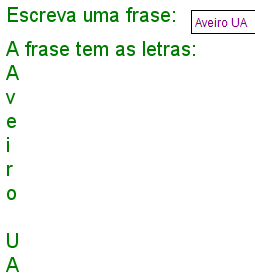 Escreva uma frase: Aveiro UA
A frase tem as letras:
A
v
e
i
r
o

U
A